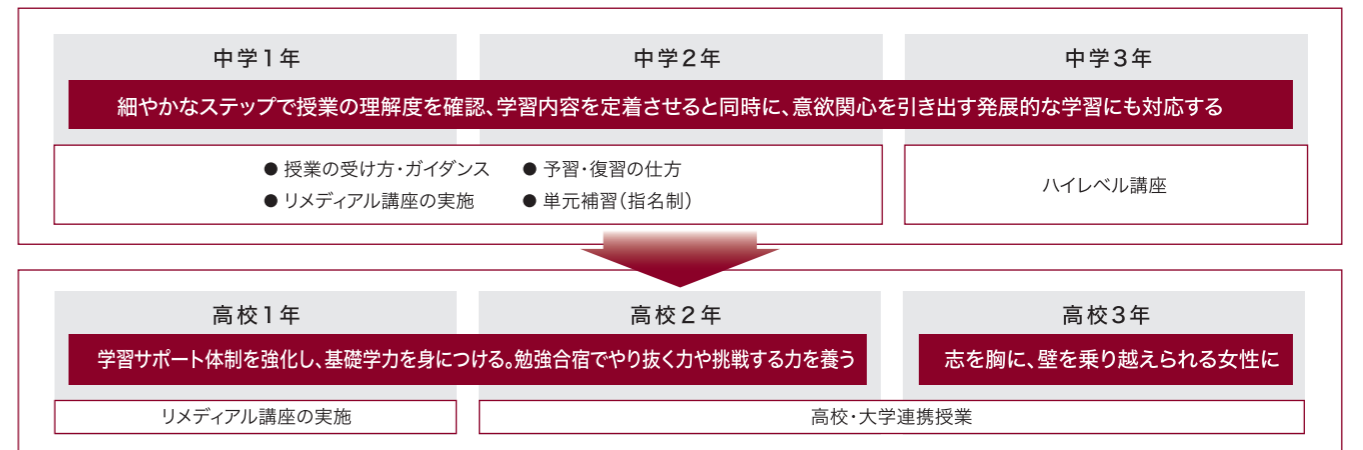 中学1年
中学2年
中学3年
細やかなステップで授業の理解度を確認、学習内容を定着させると同時に、意欲関心を引き出す発展的な学習にも対応する
● 授業の受け方・ガイダンス
● 予習・復習の仕方
● リメディアル講座の実施
● 単元補習(指名制)
ハイレベル講座
高校1年
高校2年
高校3年
学習サポート体制を強化し、基礎学力を身につける。勉強合宿でやり抜く力や挑戦する力を養う
志を胸に、壁を乗り越えられる女性に
リメディアル講座の実施
高校・大学連携授業